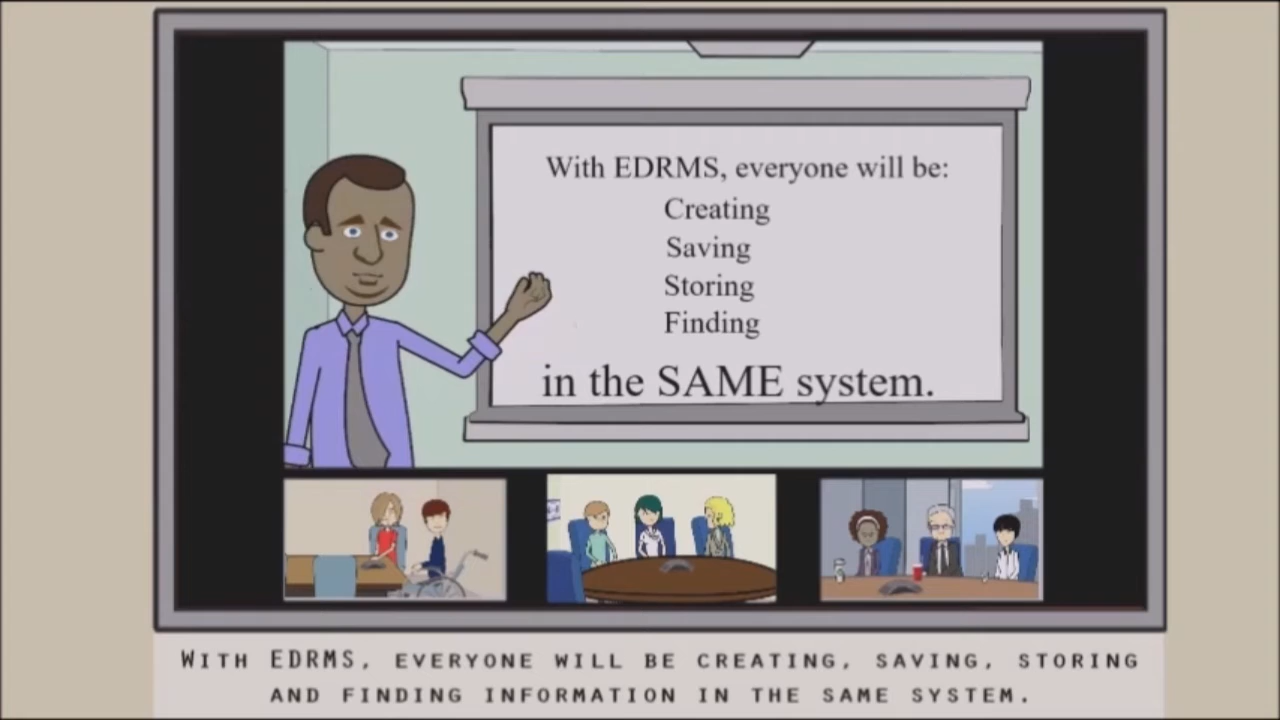 With EDRMS, everyone will be:
Creating
Saving
Storing
Finding
in the SAME system.
WITH EDRMS, EVERYONE WILL BE CREATING, SAVING, STORING
AND FINDING INFORMATION IN THE SAME SYSTEM.